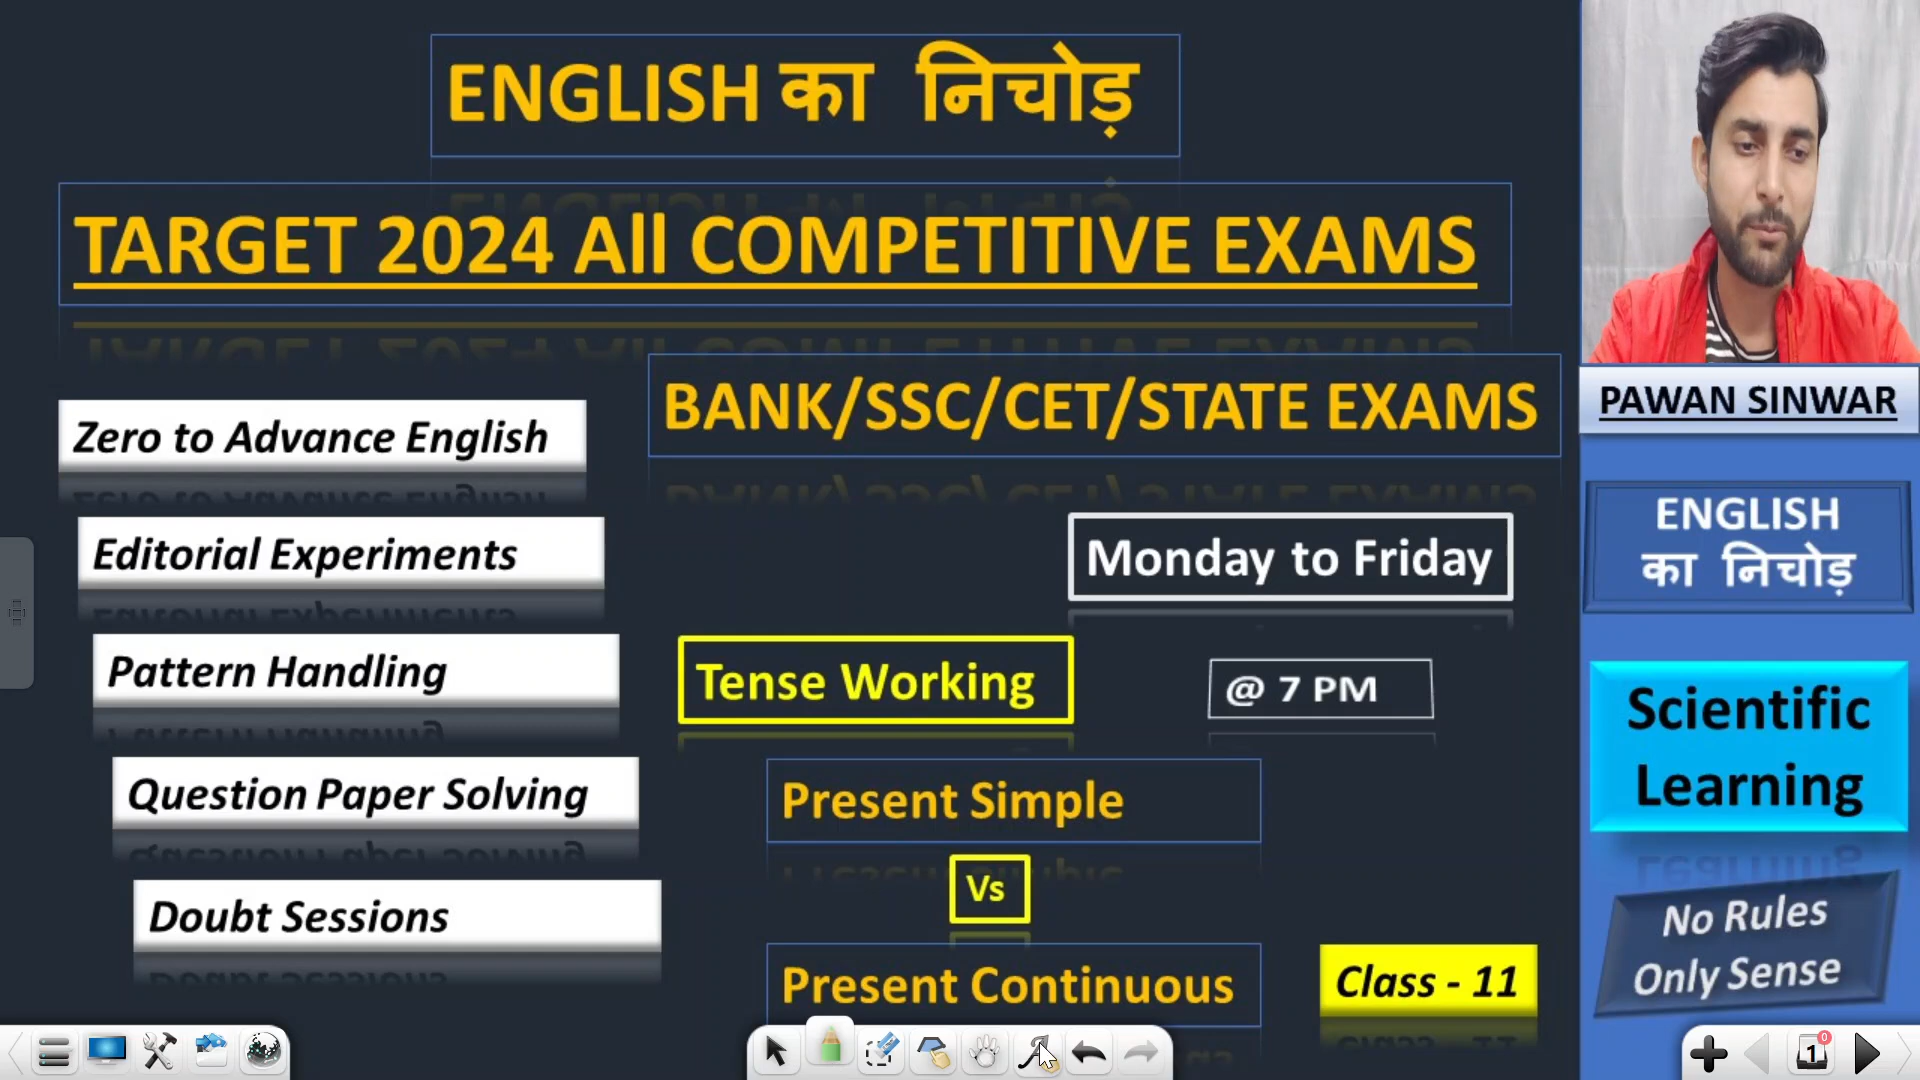 ENGLISH का निचोड़
TARGET 2024 All COMPETITIVE EXAMS
BANK/SSC/CET/STATE EXAMS
Zero to Advance English
Editorial Experiments
Pattern Handling
Question Paper Solving
Doubt Sessions
Monday to Friday
Tense Working
@ 7 PM
Present Simple
Vs
Present Continuous
Class - 11
PAWAN SINWAR
ENGLISH
का निचोड़
Scientific
Learning
No Rules
Only Sense
1
0